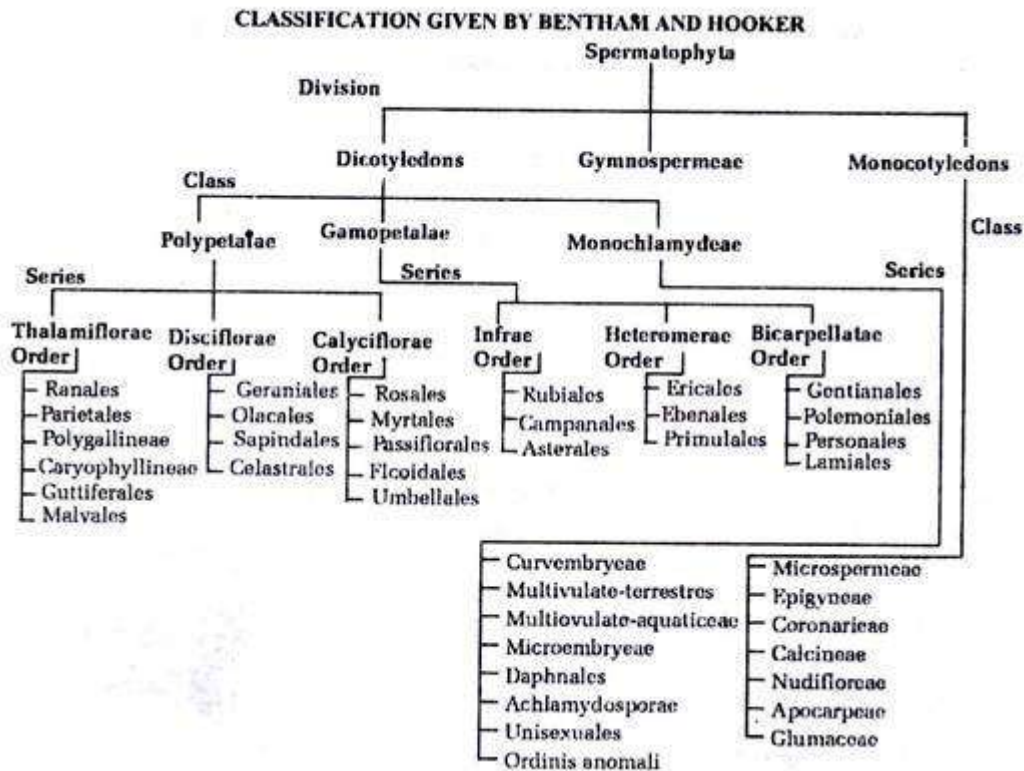 CLASSIFICATION GIVEN BY BENTHAM AND HOOKER
Spermatophyta
Division
Dicotyledons
Gymnospermeae
Monocotyledons
Class
Class
Polypetalae
Gamopetalae
Monochlamydeae
Series
Series
Series
Thalamiflorae
Order
Ranales
Parietales
Polygallineae
Caryophyllineae
Guttiferales
Malvales
Disciflorae
Order
Geraniales
Olacales
Sapindales
Celastrales
Calyciflorae
Order
Rosales
Myrtales
Passiflorales
Flcoidales
Umbellales
Infrae
Order
Rubiales
Campanales
Asterales
Heteromerae
Order
Ericales
Ebenales
Primulales
Bicarpellatae
Order
Gentianales
Polemoniales
Personales
Lamiales
Curvembryeae
Multivulate-terrestres
Multiovulate-aquaticeae
Microembryeae
Daphnales
Achlamydosporae
Unisexuales
Ordinis anomali
Microspermeae
Epigyneae
Coronarieae
Calcineae
Nudifloreae
Apocarpeae
Glumaceae